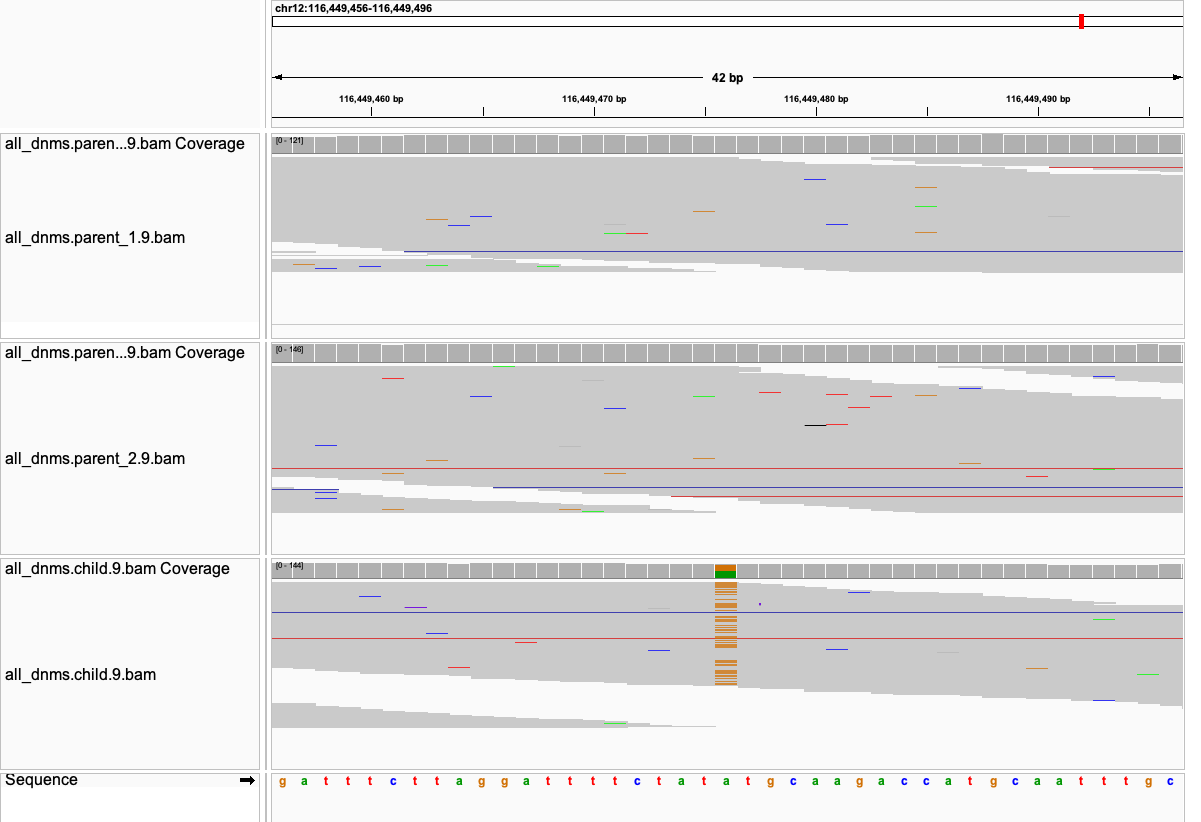 chr12:116,449,456-116,449,496
42 bp
116,449,460 bp 116,449,470 bp 116,449,480 bp 116,449,490 bp
all_dnms.paren...9.bam Coverage
[0 - 121]
all_dnms.parent_1.9.bam
all_dnms.paren...9.bam Coverage
[0 - 146]
all_dnms.parent_2.9.bam
all_dnms.child.9.bam Coverage
[0 - 144]
all_dnms.child.9.bam
Sequence
g a t t t c t t a g g a t t t t c t a t a t g c a a g a c c a t g c a a t t t g c